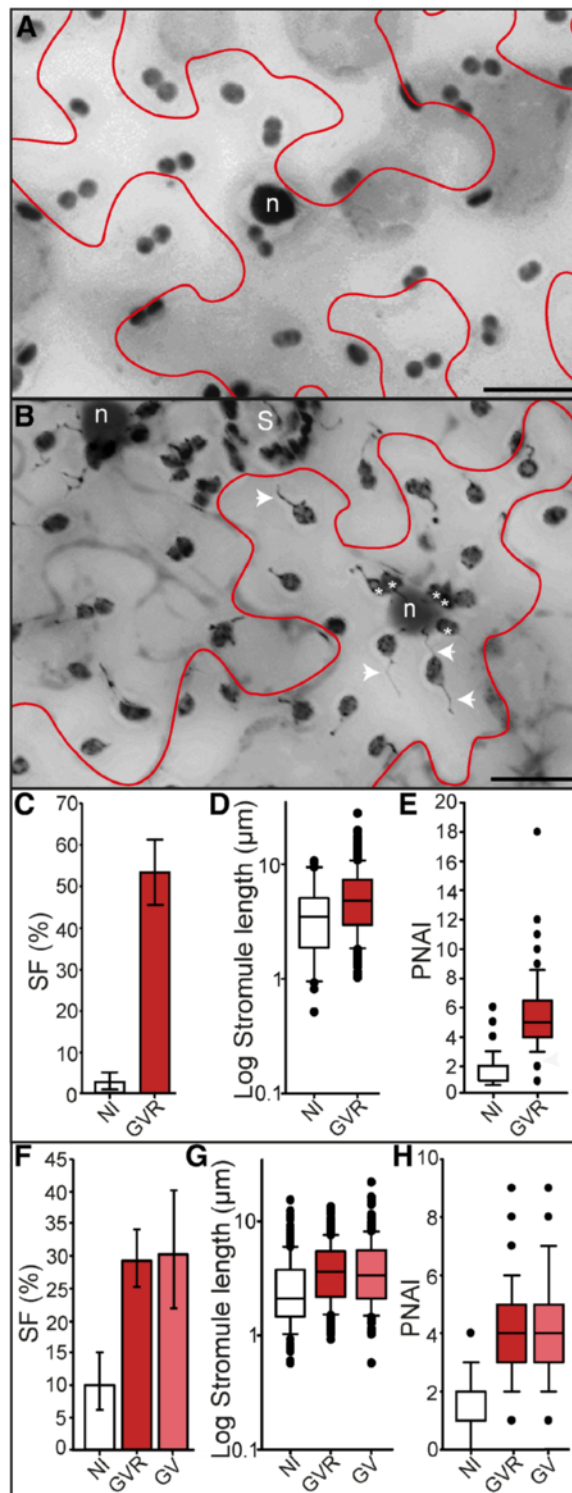 A
n
B
n
S
n
* *
* *
*
C
70
60
50
40
30
20
10
0
SF (%)
NI
GVR
D
10
1
0.1
Log Stromule length (µm)
NI
GVR
E
20
18
16
14
12
10
8
6
4
2
0
PNAI
NI
GVR
F
45
40
35
30
25
20
15
10
5
0
SF (%)
NI
GVR
GV
G
10
1
0.1
Log Stromule length (µm)
NI
GVR
GV
H
10
8
6
4
2
0
PNAI
NI
GVR
GV